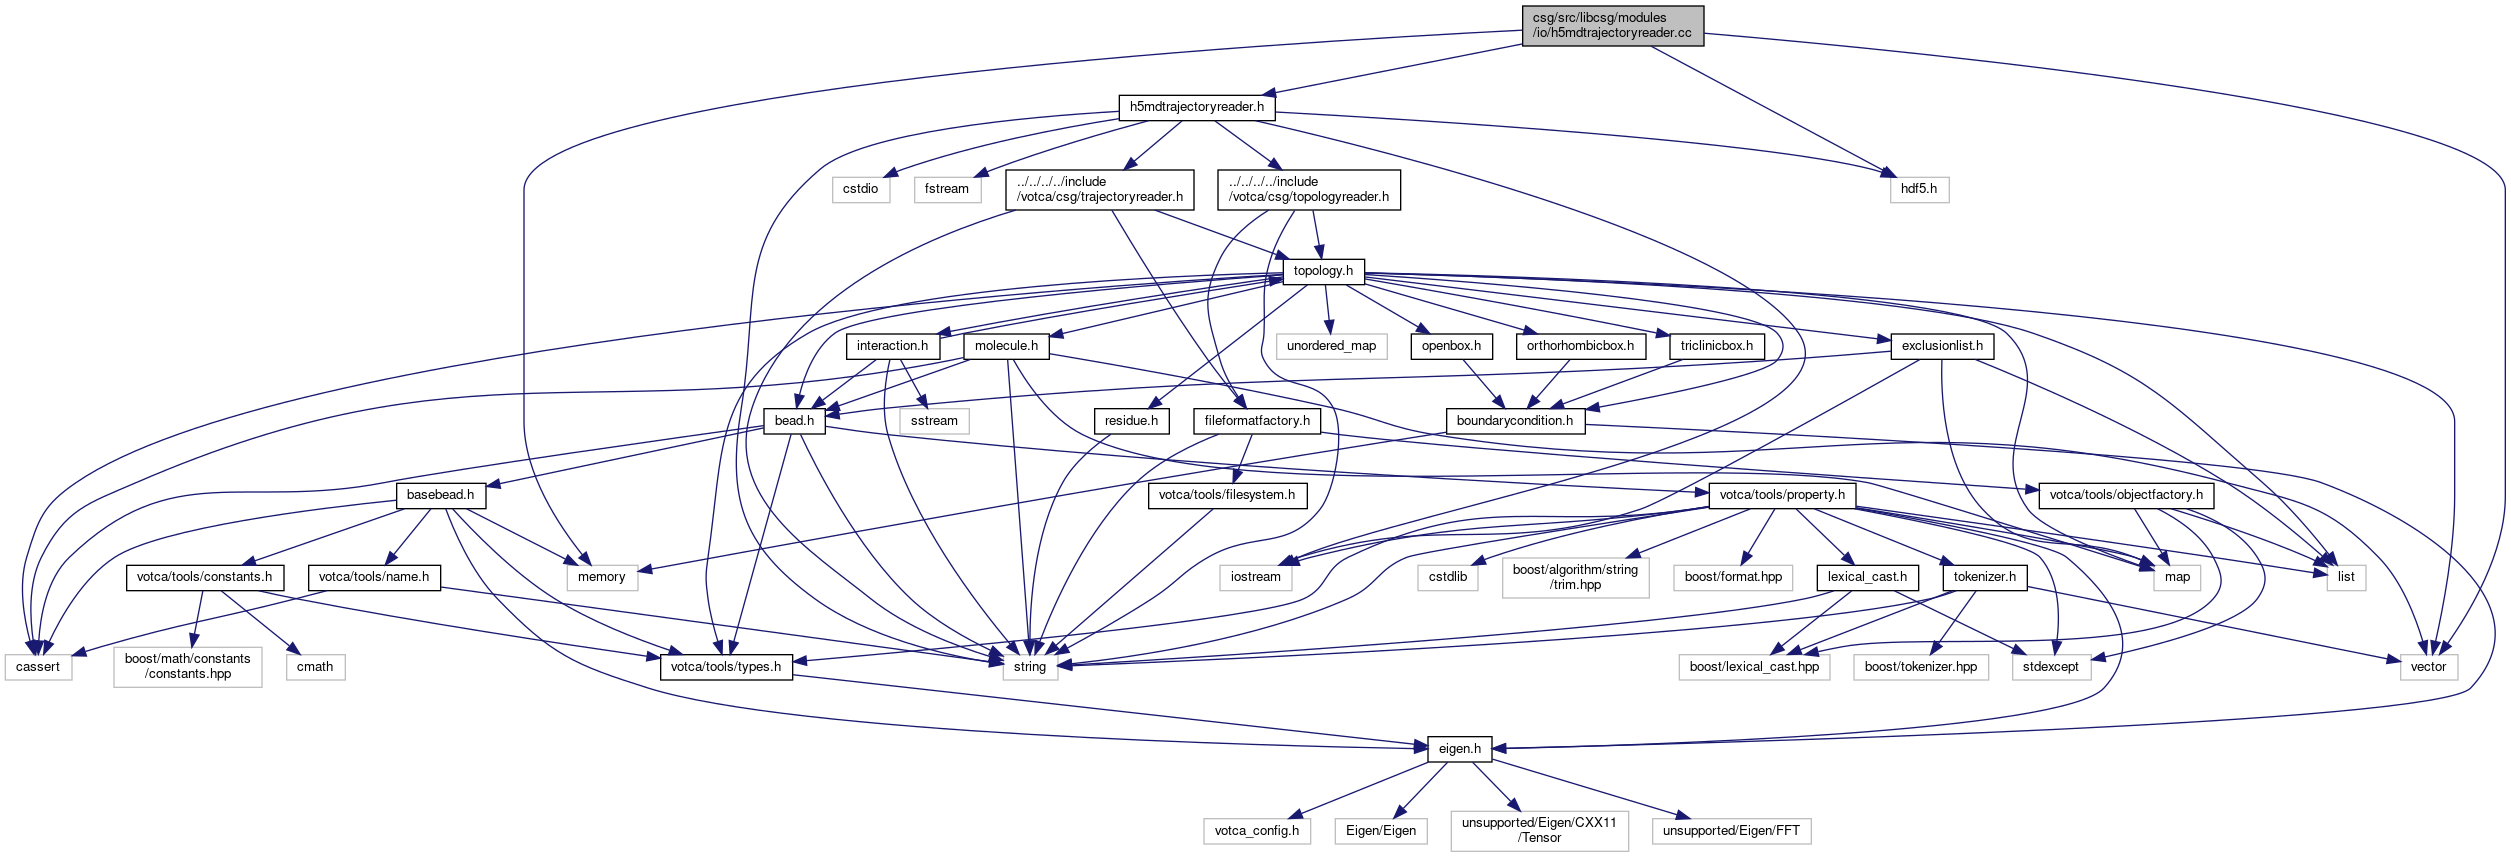 csg/src/libcsg/modules
/io/h5mdtrajectoryreader.cc
h5mdtrajectoryreader.h
cstdio
fstream
../../../../include
/votca/csg/trajectoryreader.h
../../../../include
/votca/csg/topologyreader.h
hdf5.h
topology.h
interaction.h
molecule.h
unordered_map
openbox.h
orthorhombicbox.h
triclinicbox.h
exclusionlist.h
bead.h
sstream
residue.h
fileformatfactory.h
boundarycondition.h
basebead.h
votca/tools/filesystem.h
votca/tools/property.h
votca/tools/objectfactory.h
votca/tools/constants.h
votca/tools/name.h
memory
iostream
cstdlib
boost/algorithm/string
/trim.hpp
boost/format.hpp
lexical_cast.h
tokenizer.h
map
list
cassert
boost/math/constants
/constants.hpp
cmath
votca/tools/types.h
string
boost/lexical_cast.hpp
boost/tokenizer.hpp
stdexcept
vector
eigen.h
votca_config.h
Eigen/Eigen
unsupported/Eigen/CXX11
/Tensor
unsupported/Eigen/FFT